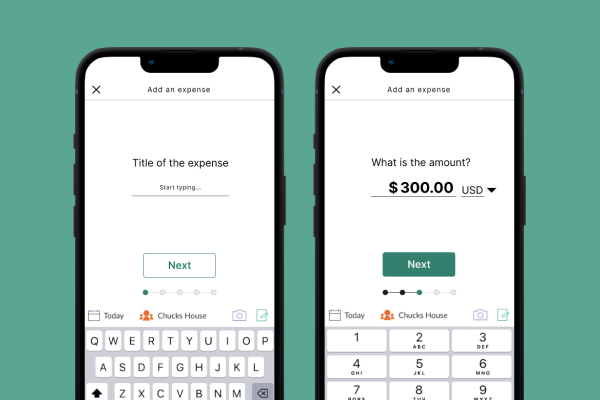 Add an expense
Title of the expense
Start typing...
Next
Today
Chucks House
Q W E R T Y U I O P
A S D F G H J K L
Z X C V B N M
Add an expense
What is the amount?
$300.00 USD
Next
Today
Chucks House
1 2 3
ABC DEF
4 5 6
GHI JKL MNO
7 8 9
PQRS TUV WXYZ